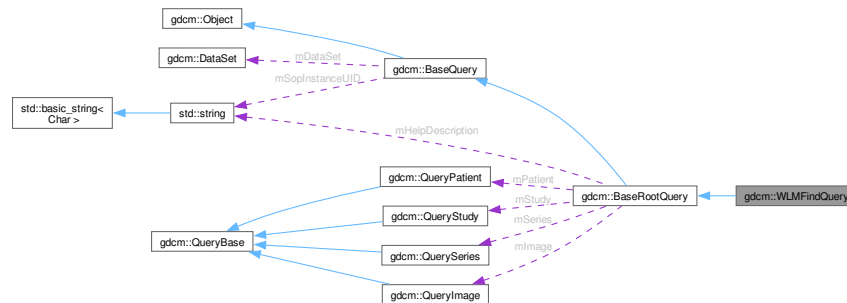 gdcm::Object
gdcm::DataSet
mDataSet
gdcm::BaseQuery
mSopInstanceUID
std::basic_string<
Char >
std::string
mHelpDescription
gdcm::QueryPatient
mPatient
gdcm::BaseRootQuery
gdcm::WLMFindQuery
mStudy
gdcm::QueryStudy
mSeries
gdcm::QueryBase
gdcm::QuerySeries
mImage
gdcm::QueryImage